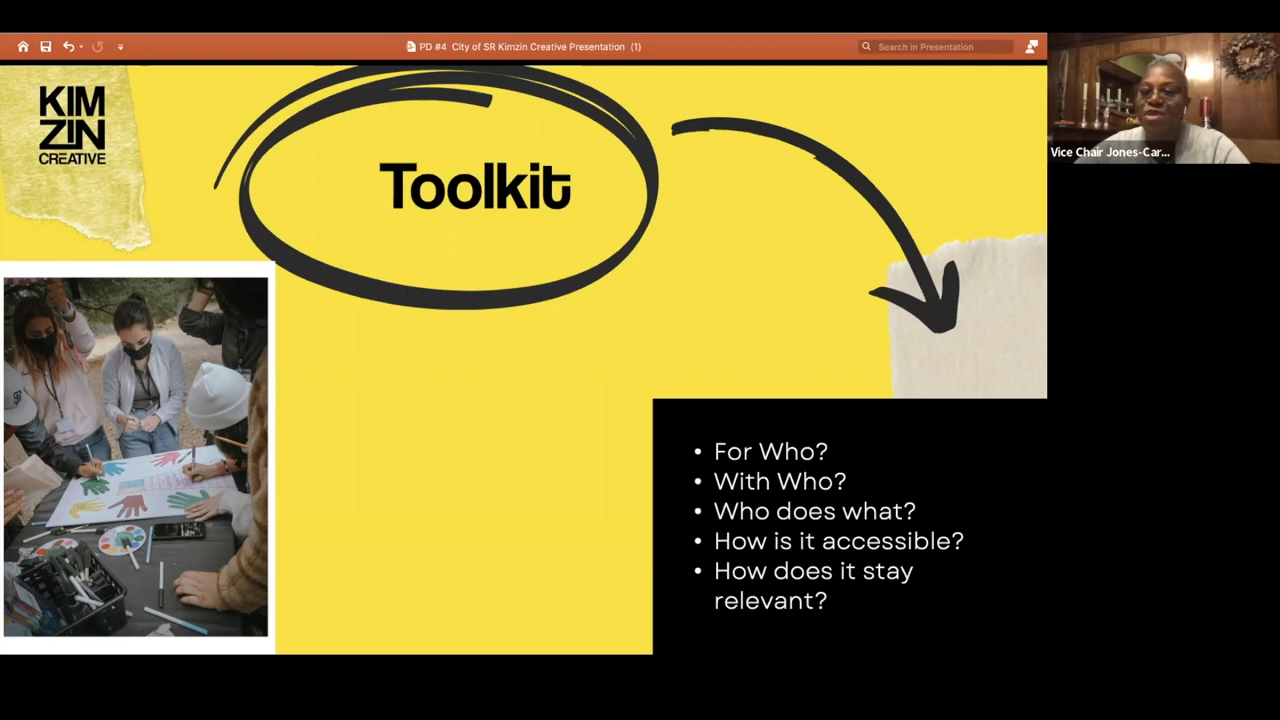 PD #4 City of SR Kimzin Creative Presentation (1)
Search in Presentation
KIM
ZIN
CREATIVE
Toolkit
Vice Chair Jones-Car...
• For Who?
• With Who?
• Who does what?
• How is it accessible?
• How does it stay
relevant?